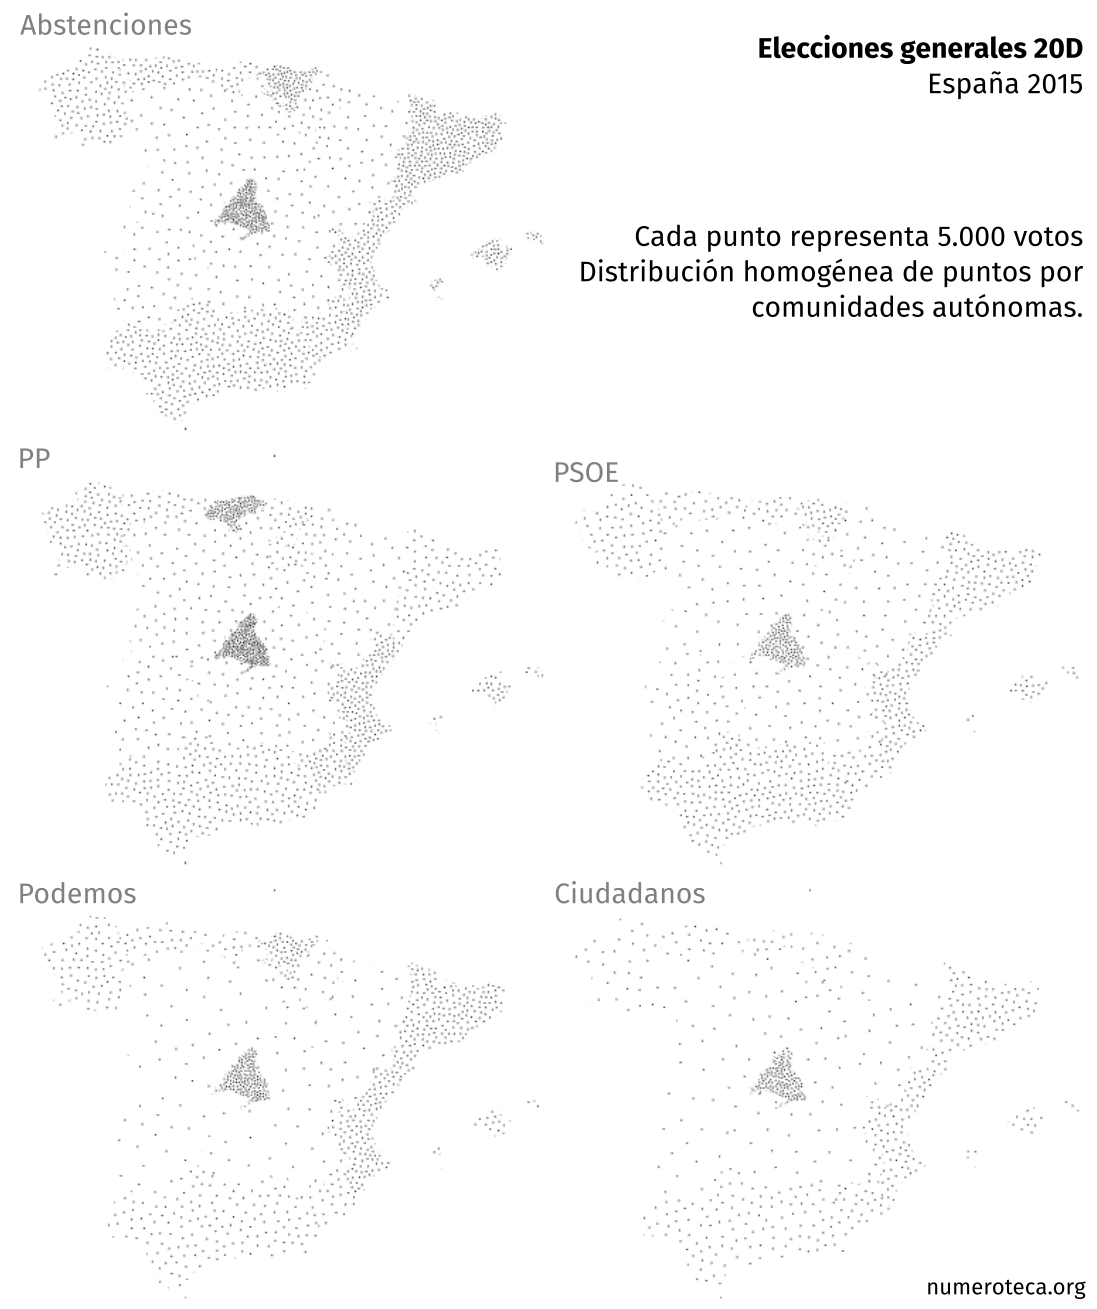 Abstenciones
Elecciones generales 20D
España 2015
Cada punto representa 5.000 votos
Distribución homogénea de puntos por
comunidades autónomas.
PP
PSOE
Podemos
Ciudadanos
numeroteca.org